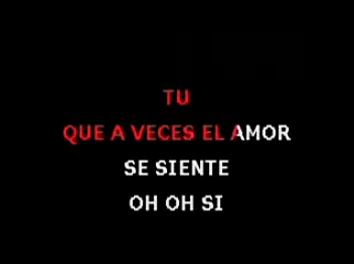 TU
QUE A VECES EL AMOR
SE SIENTE
OH OH SI